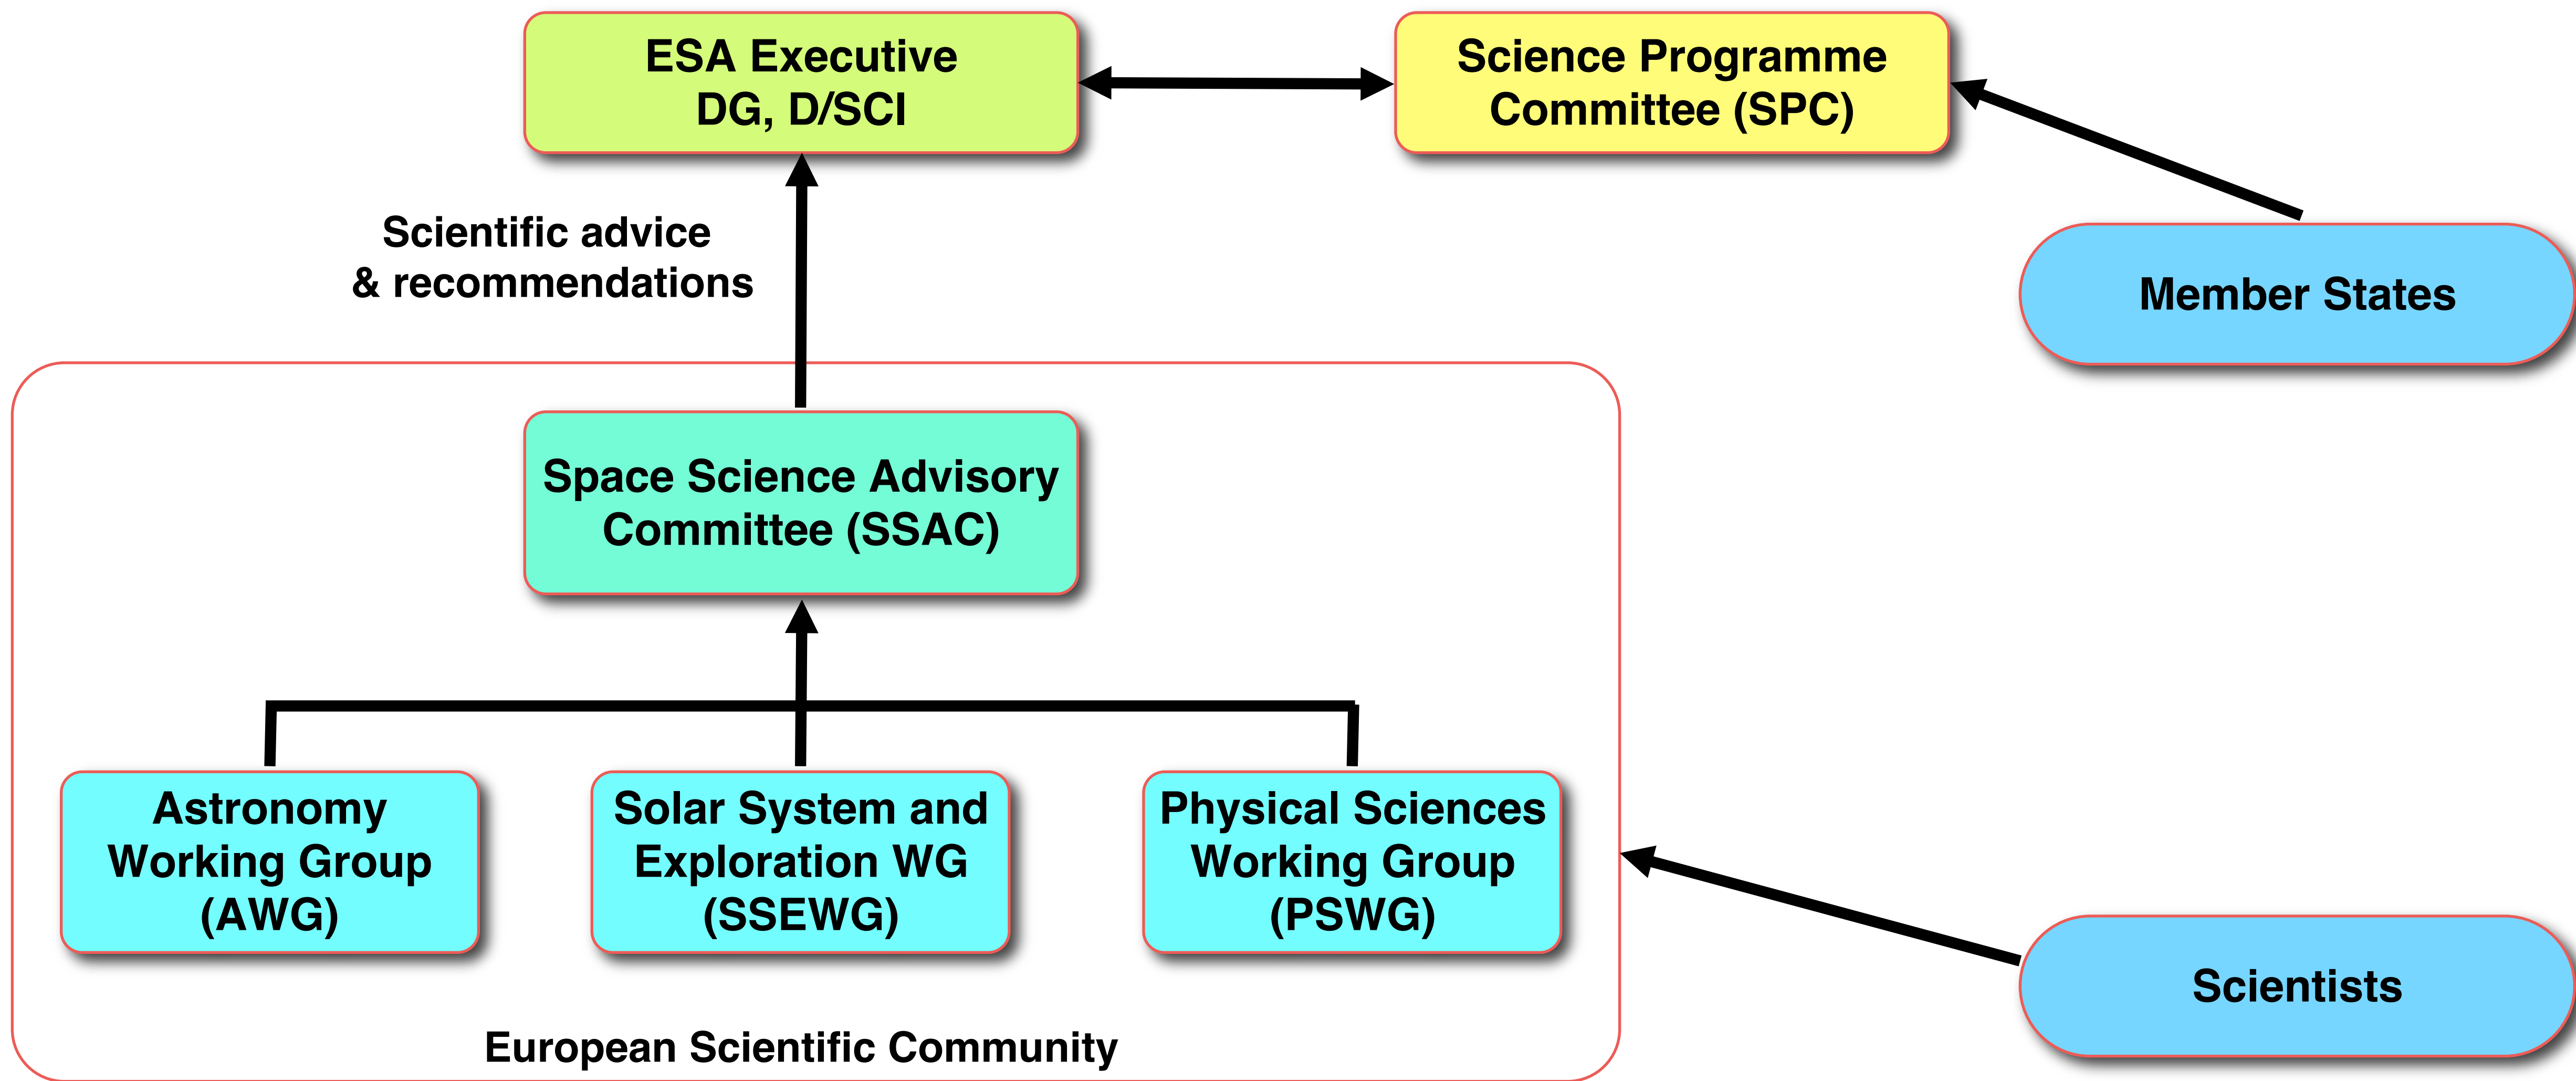 ESA Executive
DG, D/SCI
Science Programme
Committee (SPC)
Scientific advice
& recommendations
Member States
Space Science Advisory
Committee (SSAC)
Astronomy
Working Group
(AWG)
Solar System and
Exploration WG
(SSEWG)
Physical Sciences
Working Group
(PSWG)
Scientists
European Scientific Community